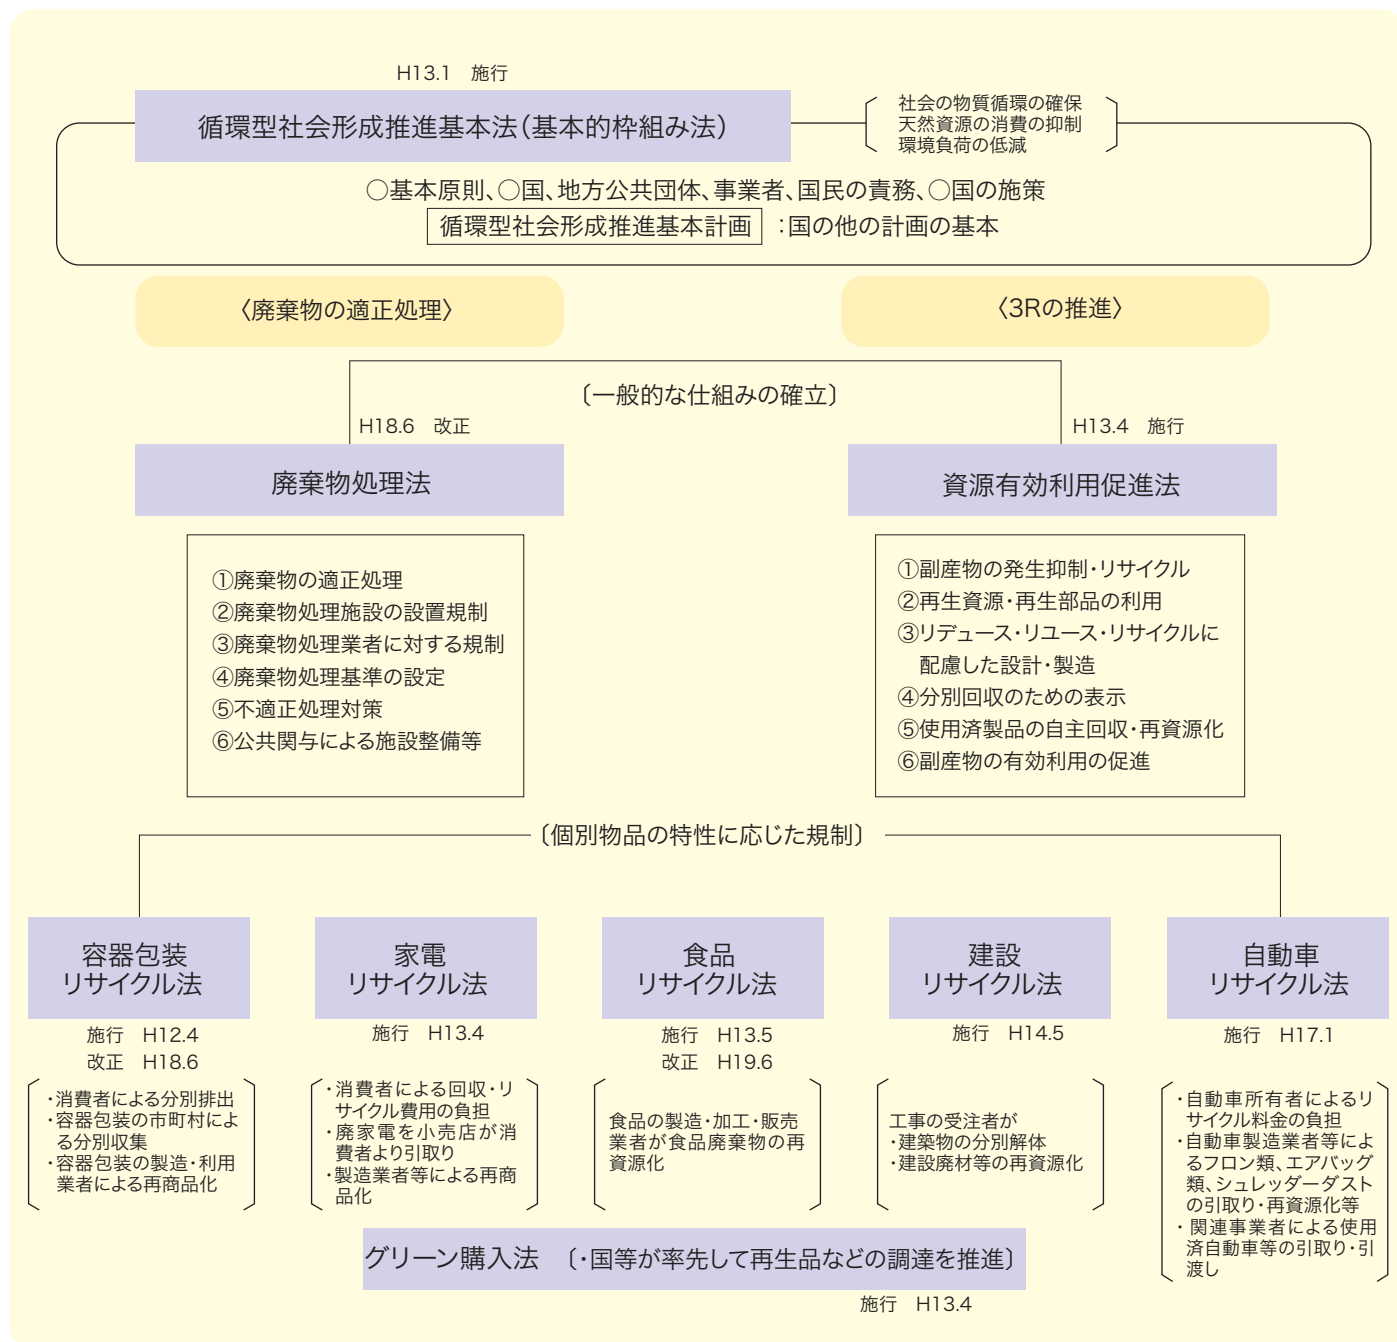 H13.1 施行
循環型社会形成推進基本法(基本的枠組み法)
社会の物質循環の確保
天然資源の消費の抑制
環境負荷の低減
○基本原則、○国、地方公共団体、事業者、国民の責務、○国の施策
循環型社会形成推進基本計画 :国の他の計画の基本
〈廃棄物の適正処理〉
〈3Rの推進〉
〔一般的な仕組みの確立〕
H18.6 改正
H13.4 施行
廃棄物処理法
資源有効利用促進法
①廃棄物の適正処理
②廃棄物処理施設の設置規制
③廃棄物処理業者に対する規制
④廃棄物処理基準の設定
⑤不適正処理対策
⑥公共関与による施設整備等
①副産物の発生抑制・リサイクル
②再生資源・再生部品の利用
③リデュース・リユース・リサイクルに
配慮した設計・製造
④分別回収のための表示
⑤使用済製品の自主回収・再資源化
⑥副産物の有効利用の促進
〔個別物品の特性に応じた規制〕
容器包装
リサイクル法
施行 H12.4
改正 H18.6
・消費者による分別排出
・容器包装の市町村によ
る分別収集
・容器包装の製造・利用
業者による再商品化
家電
リサイクル法
施行 H13.4
・消費者による回収・リ
サイクル費用の負担
・廃家電を小売店が消
費者より引取り
・製造業者等による再商
品化
食品
リサイクル法
施行 H13.5
改正 H19.6
食品の製造・加工・販売
業者が食品廃棄物の再
資源化
建設
リサイクル法
施行 H14.5
工事の受注者が
・建築物の分別解体
・建設廃材等の再資源化
自動車
リサイクル法
施行 H17.1
・自動車所有者によるリ
サイクル料金の負担
・自動車製造業者等によ
るフロン類、エアバッグ
類、シュレッダーダスト
の引取り・再資源化等
・関連事業者による使用
済自動車等の引取り・引
渡し
グリーン購入法 〔・国等が率先して再生品などの調達を推進〕
施行 H13.4